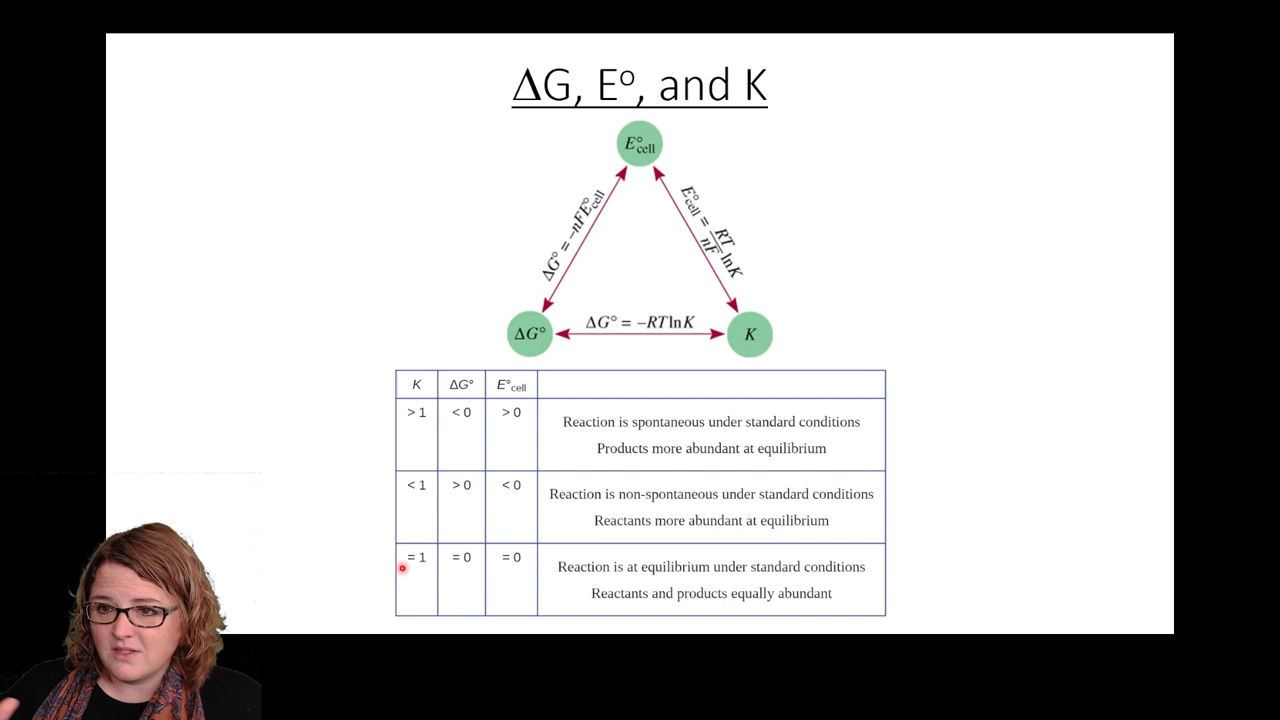 ΔG, Eº, and K
E°cell
ΔG° = –nFE°cell
E°cell = RT/nF lnK
ΔG° = –RT lnK
ΔG°
K
K ΔG° E°cell
> 1 < 0 > 0 Reaction is spontaneous under standard conditions
Products more abundant at equilibrium
< 1 > 0 < 0 Reaction is non-spontaneous under standard conditions
Reactants more abundant at equilibrium
= 1 = 0 = 0 Reaction is at equilibrium under standard conditions
Reactants and products equally abundant